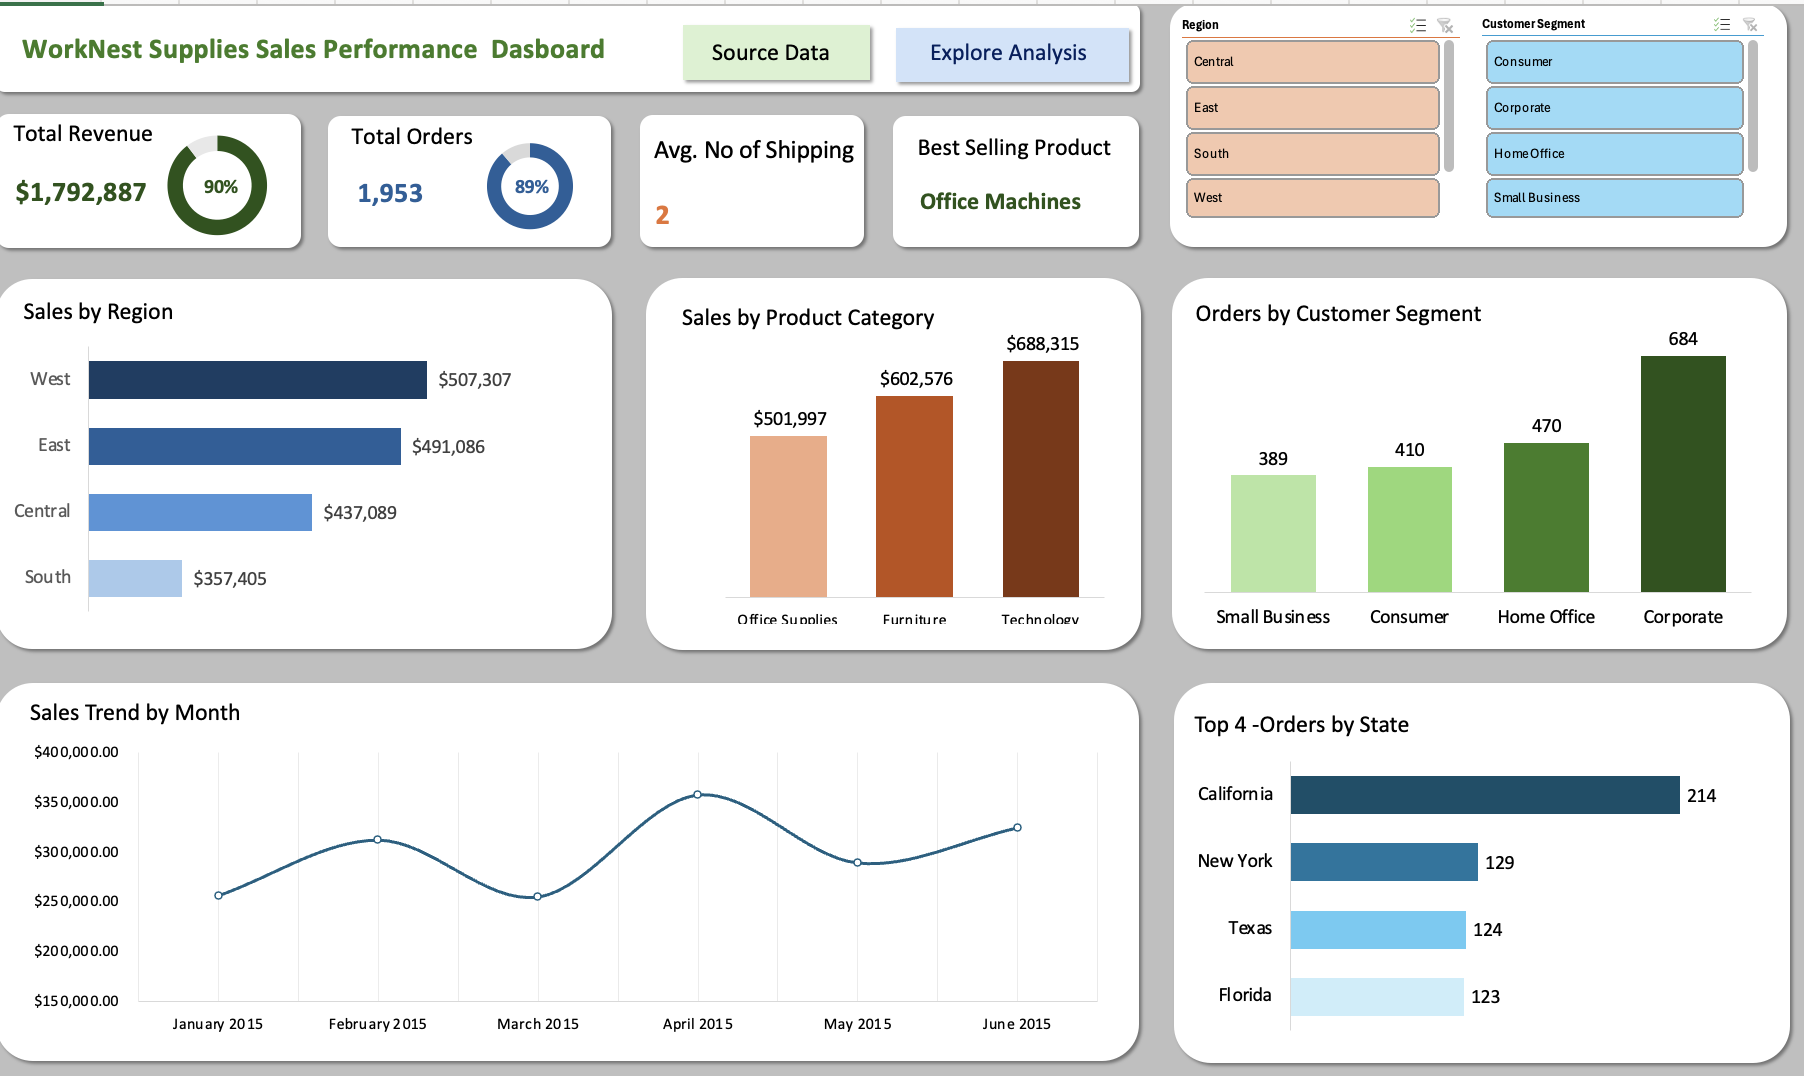 WorkNest Supplies Sales Performance  Dasboard
Source Data
Explore Analysis
Region
Central
East
South
West
Customer Segment
Consumer
Corporate
Home Office
Small Business
Total Revenue
$1,792,887
90%
Total Orders
1,953
89%
Avg. No of Shipping
2
Best Selling Product
Office Machines
Sales by Region
West
$507,307
East
$491,086
Central
$437,089
South
$357,405
Sales by Product Category
$501,997
$602,576
$688,315
Office Supplies
Furniture
Technology
Orders by Customer Segment
389
410
470
684
Small Business
Consumer
Home Office
Corporate
Sales Trend by Month
$400,000.00
$350,000.00
$300,000.00
$250,000.00
$200,000.00
$150,000.00
January 2015
February 2015
March 2015
April 2015
May 2015
June 2015
Top 4 -Orders by State
California
214
New York
129
Texas
124
Florida
123